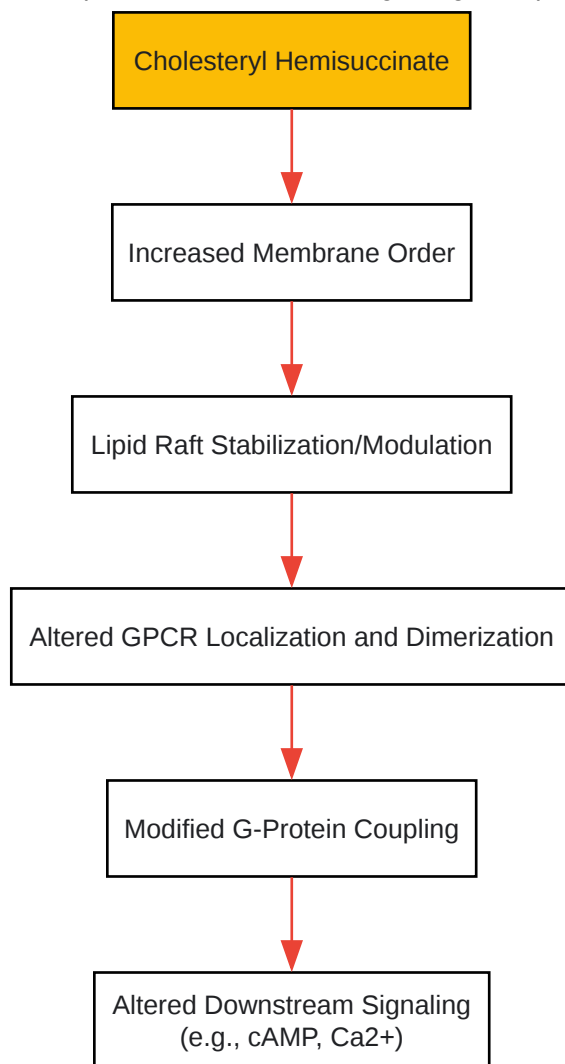 Cholesteryl Hemisuccinate
Increased Membrane Order
Lipid Raft Stabilization/Modulation
Altered GPCR Localization and Dimerization
Modified G-Protein Coupling
Altered Downstream Signaling
(e.g., cAMP, Ca2+)